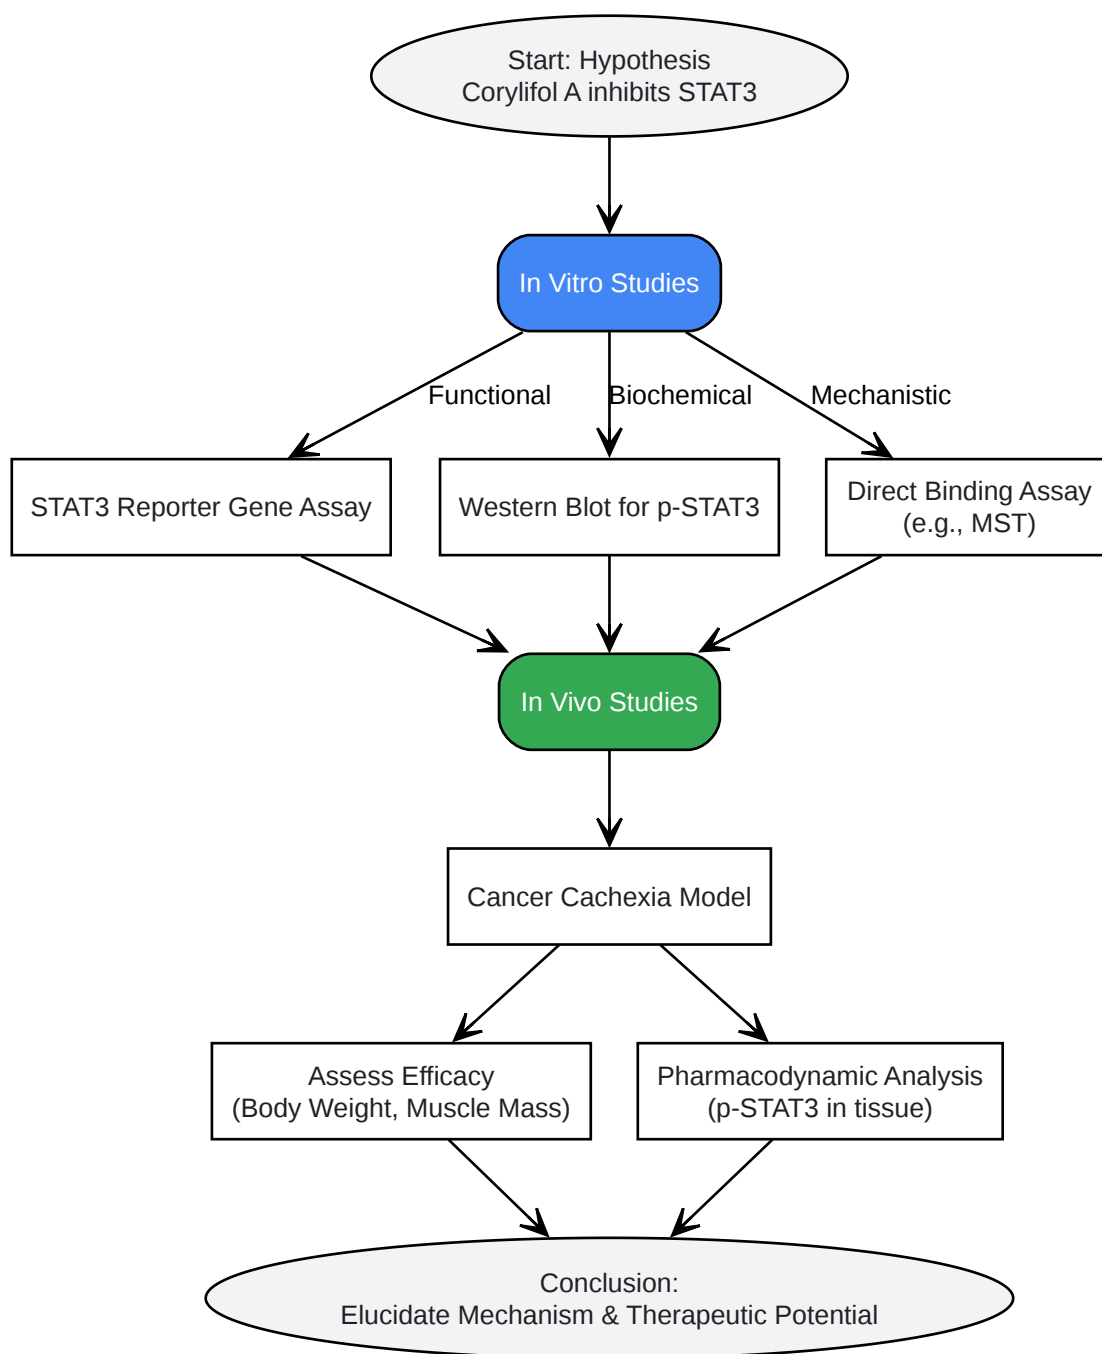 Start: Hypothesis
Corylifol A inhibits STAT3
In Vitro Studies
Functional
Biochemical
Mechanistic
STAT3 Reporter Gene Assay
Western Blot for p-STAT3
Direct Binding Assay
(e.g., MST)
In Vivo Studies
Cancer Cachexia Model
Assess Efficacy
(Body Weight, Muscle Mass)
Pharmacodynamic Analysis
(p-STAT3 in tissue)
Conclusion:
Elucidate Mechanism & Therapeutic Potential